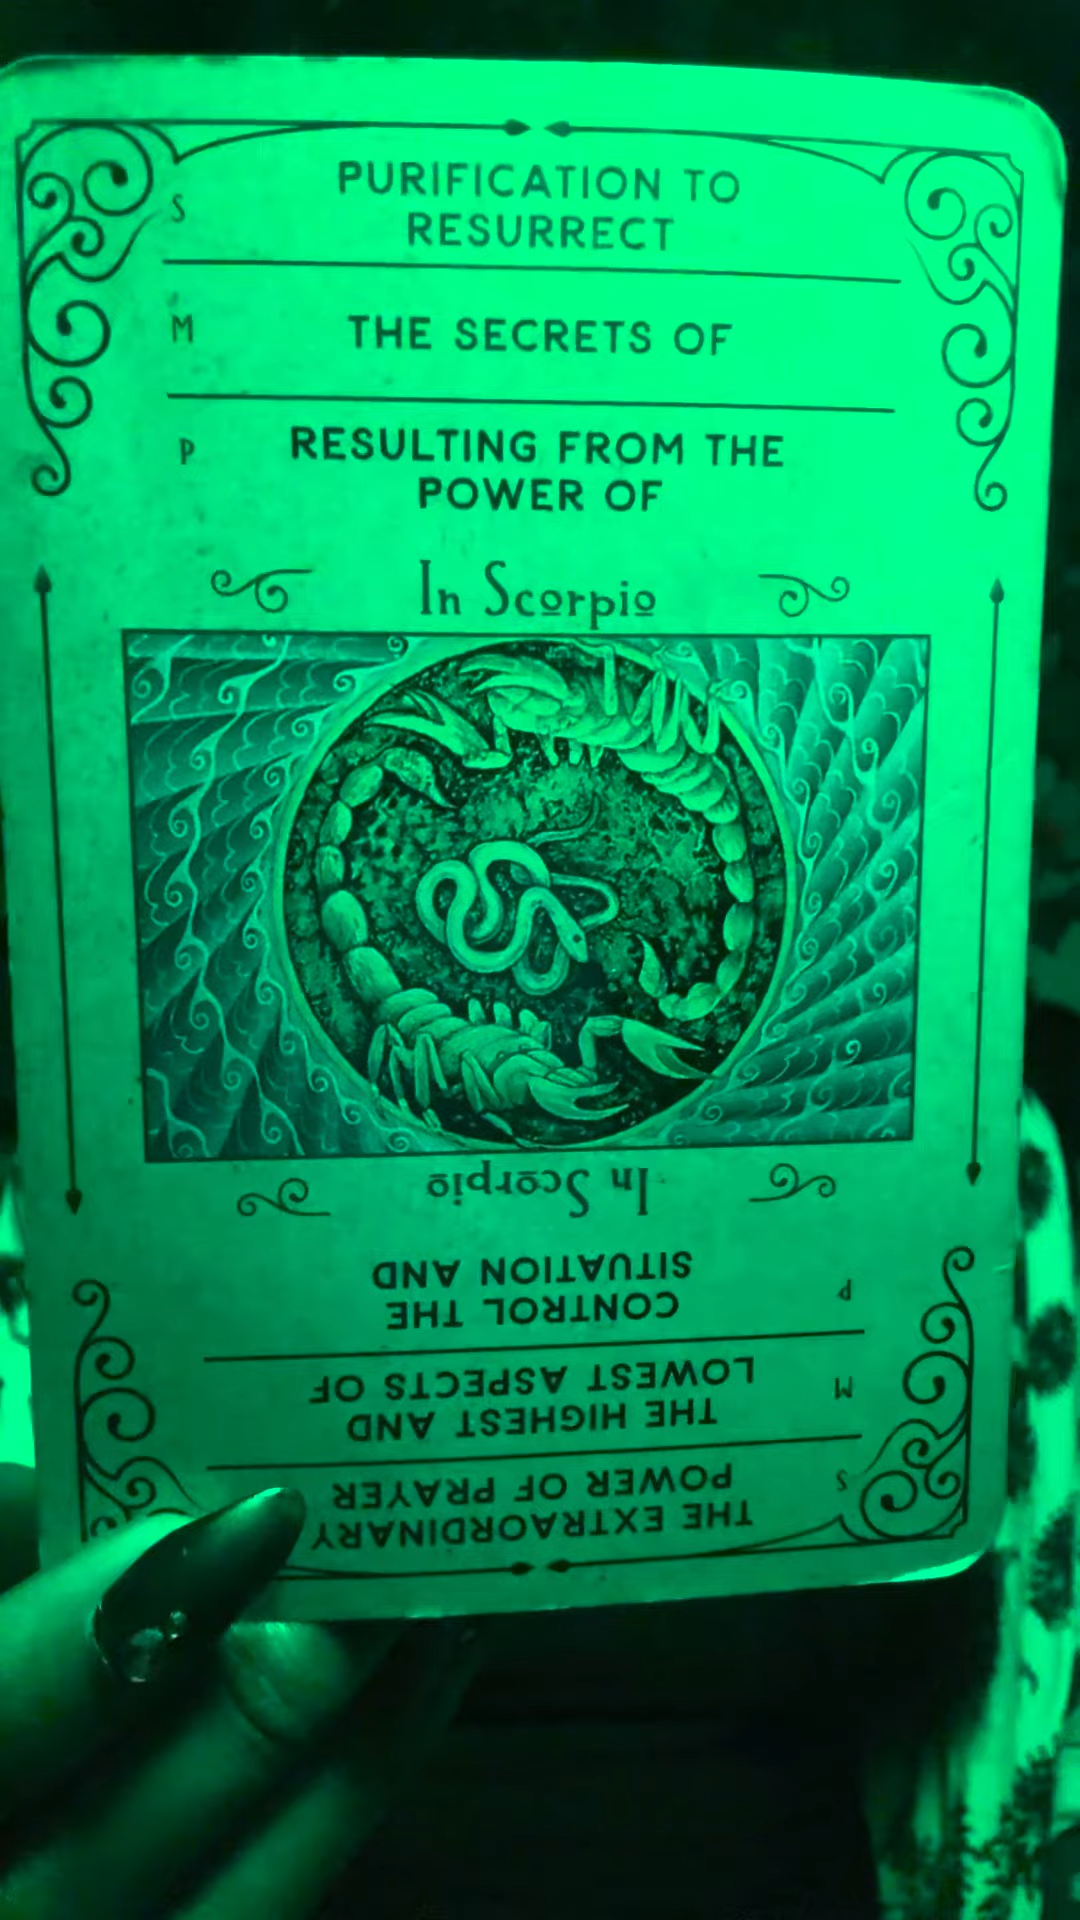 S
PURIFICATION TO
RESURRECT
M
THE SECRETS OF
P
RESULTING FROM THE
POWER OF
In Scorpio
In Scorpio
P
CONTROL THE
SITUATION AND
M
THE HIGHEST AND
LOWEST ASPECTS OF
S
THE EXTRAORDINARY
POWER OF PRAYER